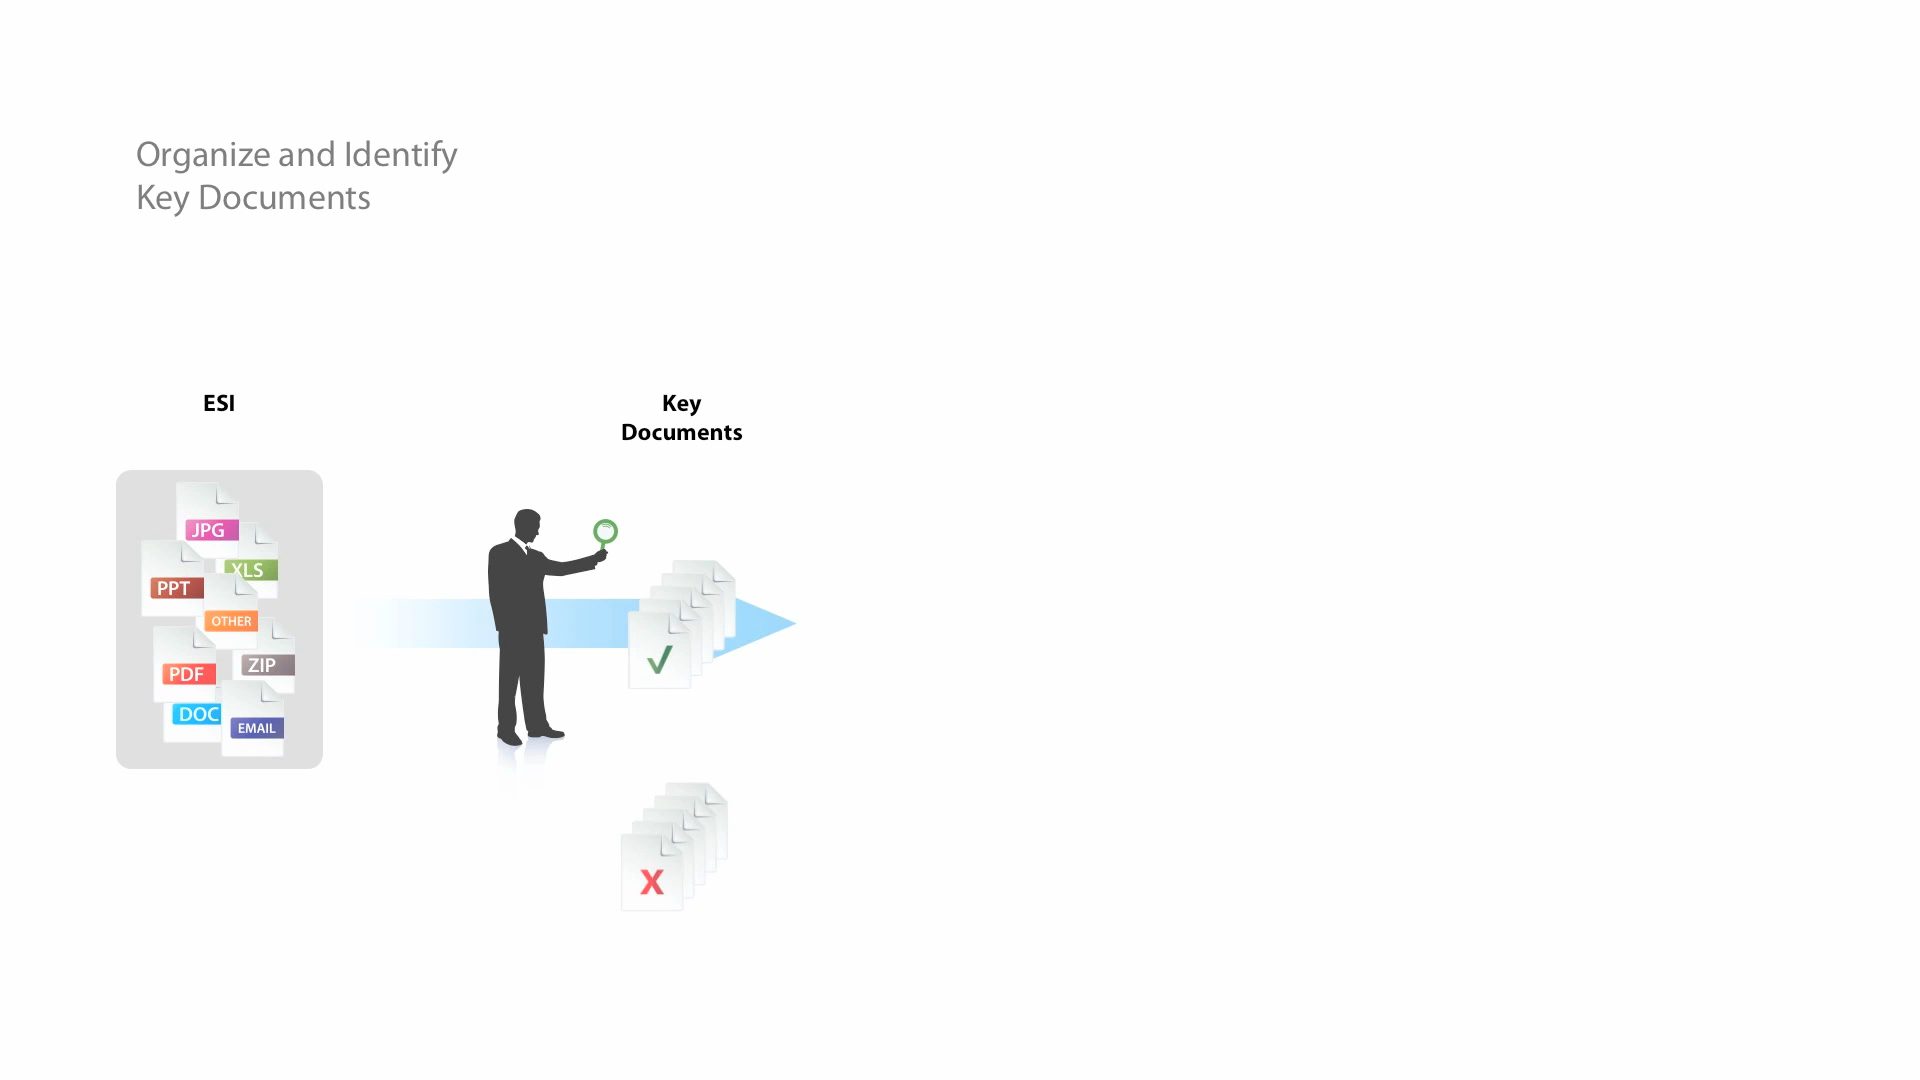 Organize and Identify
Key Documents
ESI
Key
Documents
JPG
XLS
PPT
OTHER
ZIP
PDF
DOC
EMAIL
X